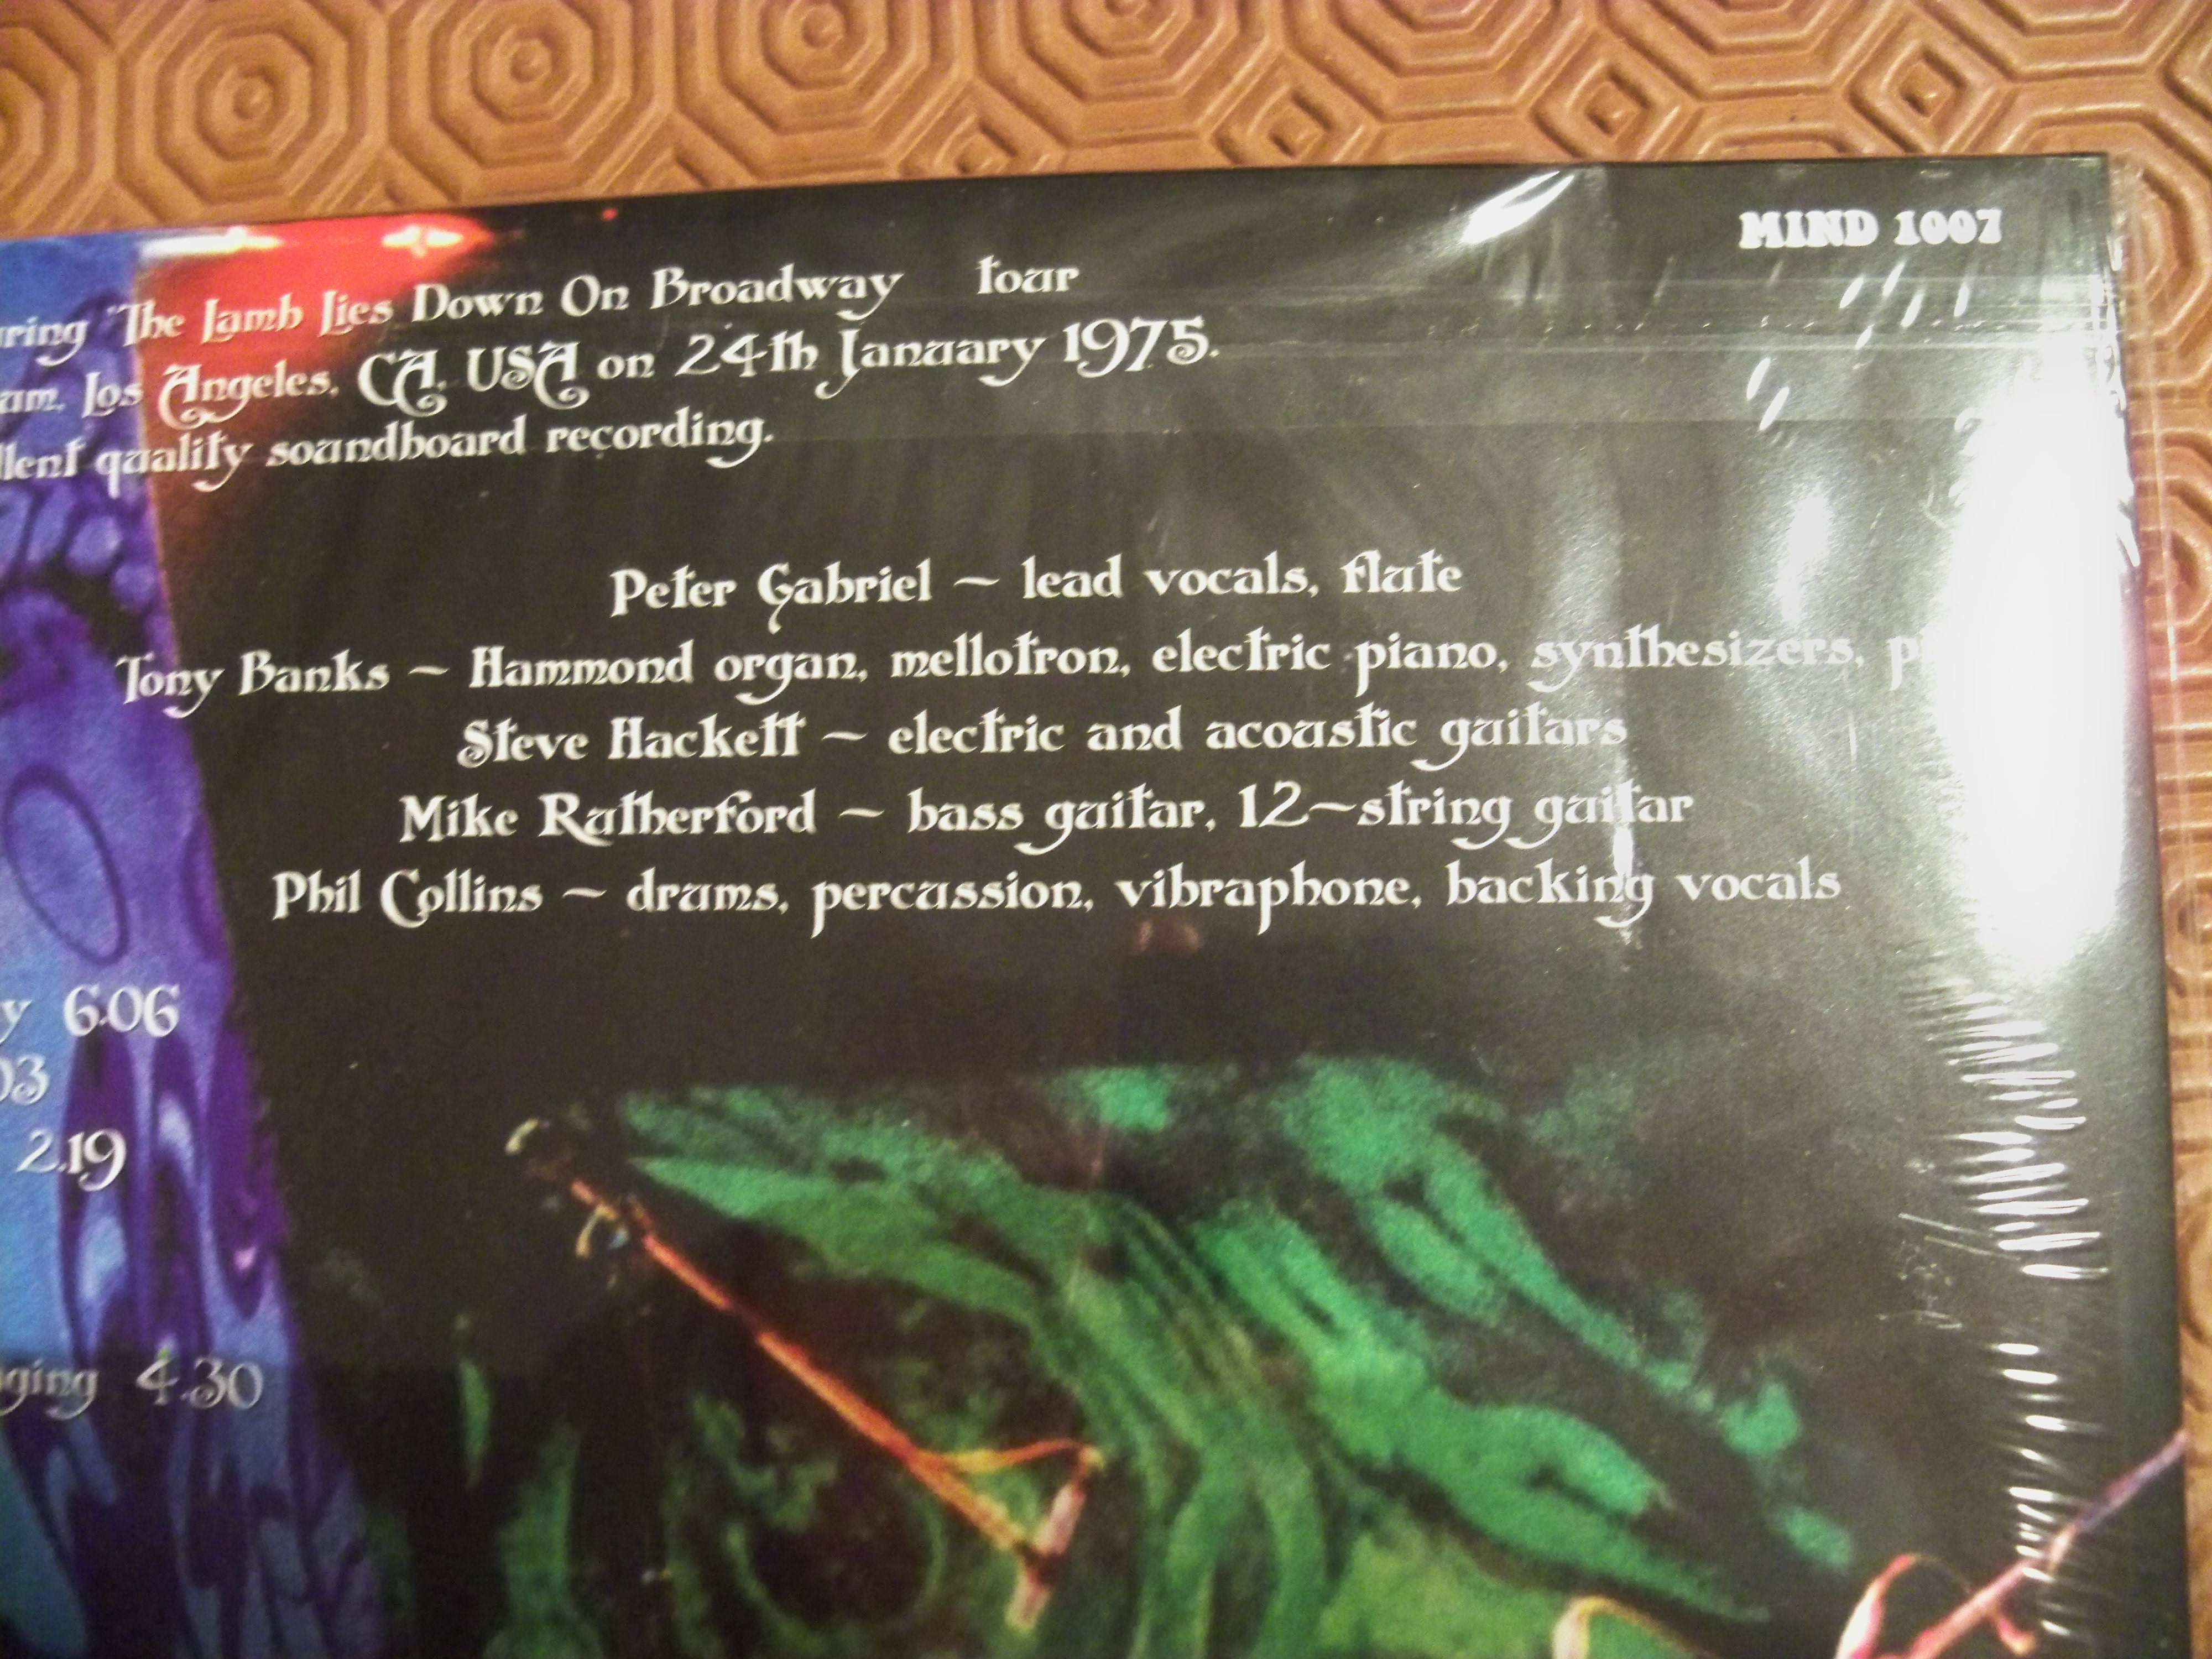 MIND 1007
The Lamb Lies Down On Broadway tour
Los Angeles, CA, USA on 24th January 1975.
quality soundboard recording.
Peter Gabriel ~ lead vocals, flute
Tony Banks ~ Hammond organ, mellotron, electric piano, synthesizers,
Steve Hackett ~ electric and acoustic guitars
Mike Rutherford ~ bass guitar, 12~string guitar
Phil Collins ~ drums, percussion, vibraphone, backing vocals
6.06
2.19
4.30